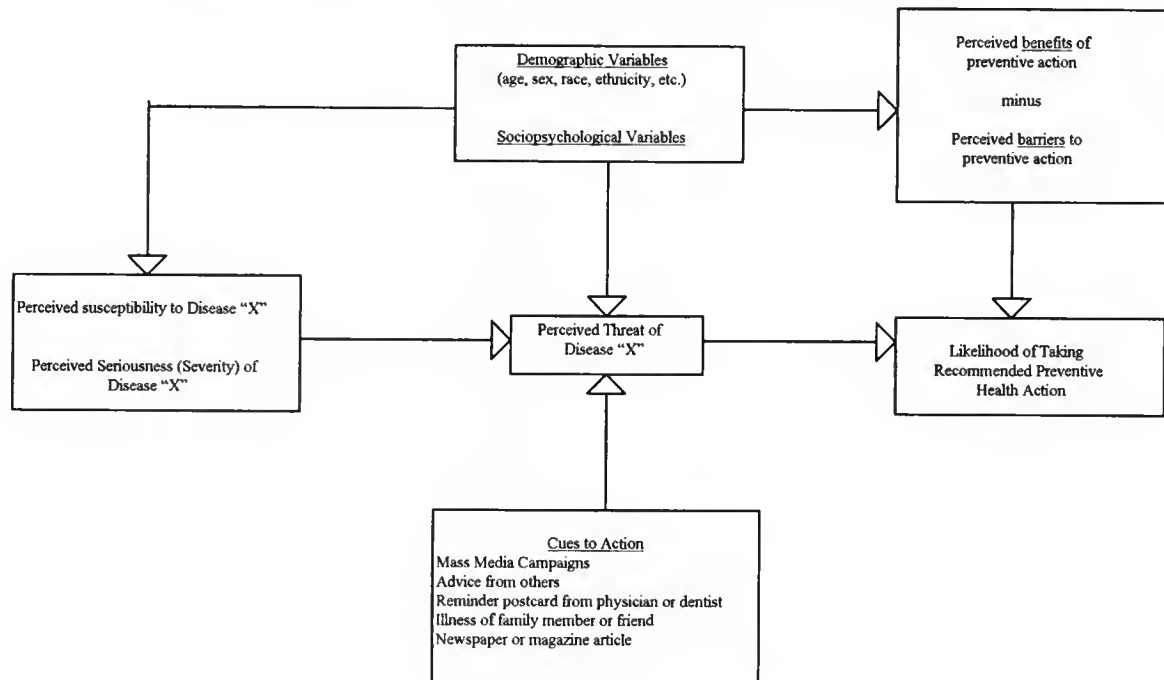 Demographic Variables
(age, sex, race, ethnicity, etc.)
Sociopsychological Variables
Perceived benefits of
preventive action
minus
Perceived barriers to
preventive action
Perceived susceptibility to Disease “X”
Perceived Seriousness (Severity) of
Disease “X”
Perceived Threat of
Disease “X”
Likelihood of Taking
Recommended Preventive
Health Action
Cues to Action
Mass Media Campaigns
Advice from others
Reminder postcard from physician or dentist
Illness of family member or friend
Newspaper or magazine article